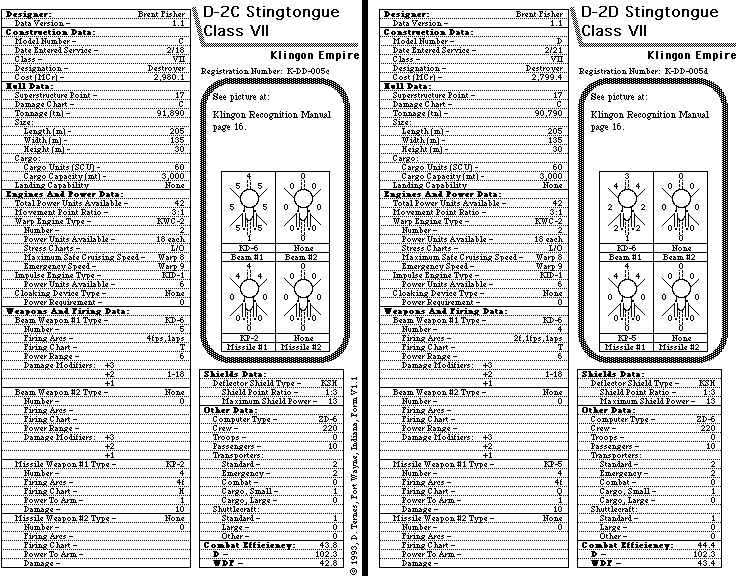 Designer: Brent Fisher
Data Version - 1.1
Construction Data:
Model Number - C
Date Entered Service - 2/18
Class - VII
Designation - Destroyer
Cost (MCr) - 2,980.1
Hull Data:
Superstructure Point - 17
Damage Chart - C
Tonnage (tn) - 91,890
Size:
Length (m) - 205
Width (m) - 135
Height (m) - 30
Cargo:
Cargo Units (SCU) - 60
Cargo Capacity (mt) - 3,000
Landing Capability None
Engines And Power Data:
Total Power Units Available - 42
Movement Point Ratio - 3:1
Warp Engine Type - KWC-2
Number - 2
Power Units Available - 18 each
Stress Charts - L/O
Maximum Safe Cruising Speed - Warp 8
Emergency Speed - Warp 9
Impulse Engine Type - KID-1
Power Units Available - 6
Cloaking Device Type - None
Power Requirement - 0
Weapons And Firing Data:
Beam Weapon #1 Type - KD-6
Number - 5
Firing Arcs - 4fps,1aps
Firing Chart - T
Power Range - 6
Damage Modifiers: +3
+2 1-18
+1
Beam Weapon #2 Type - None
Number - 0
Firing Arcs -
Firing Chart -
Power Range -
Damage Modifiers: +3
+2
+1
Missile Weapon #1 Type - KP-2
Number - 4
Firing Arcs - 4f
Firing Chart - H
Power To Arm - 1
Damage - 10
Missile Weapon #2 Type - None
Number - 0
Firing Arcs -
Firing Chart -
Power To Arm -
Damage -
D-2C Stingtongue
Class VII
Klingon Empire
Registration Number: K-DD-005c
See picture at:
Klingon Recognition Manual
page 16.
4 0
5 5 0 0
5 5 0 0
1 0
KD-6 None
Beam #1 Beam #2
4 0
4 4 0 0
0 0 0 0
0 0
KP-2 None
Missile #1 Missile #2
Shields Data:
Deflector Shield Type - KSH
Shield Point Ratio - 1:3
Maximum Shield Power - 13
Other Data:
Computer Type - ZD-6
Crew - 220
Troops - 0
Passengers - 10
Transporters:
Standard - 2
Emergency - 2
Combat - 0
Cargo, Small - 1
Cargo, Large - 0
Shuttlecraft:
Standard - 1
Large - 0
Other - 0
Combat Efficiency: 43.8
D - 102.3
WDF - 42.8
© 1993, D. Ternes, Fort Wayne, Indiana, Form V1.1
Designer: Brent Fisher
Data Version - 1.1
Construction Data:
Model Number - D
Date Entered Service - 2/21
Class - VII
Designation - Destroyer
Cost (MCr) - 2,799.4
Hull Data:
Superstructure Point - 17
Damage Chart - C
Tonnage (tn) - 90,790
Size:
Length (m) - 205
Width (m) - 135
Height (m) - 30
Cargo:
Cargo Units (SCU) - 60
Cargo Capacity (mt) - 3,000
Landing Capability None
Engines And Power Data:
Total Power Units Available - 42
Movement Point Ratio - 3:1
Warp Engine Type - KWC-2
Number - 2
Power Units Available - 18 each
Stress Charts - L/O
Maximum Safe Cruising Speed - Warp 8
Emergency Speed - Warp 9
Impulse Engine Type - KID-1
Power Units Available - 6
Cloaking Device Type - None
Power Requirement - 0
Weapons And Firing Data:
Beam Weapon #1 Type - KD-6
Number - 4
Firing Arcs - 2f,1fps,1aps
Firing Chart - T
Power Range - 6
Damage Modifiers: +3
+2 1-18
+1
Beam Weapon #2 Type - None
Number - 0
Firing Arcs -
Firing Chart -
Power Range -
Damage Modifiers: +3
+2
+1
Missile Weapon #1 Type - KP-5
Number - 4
Firing Arcs - 4f
Firing Chart - Q
Power To Arm - 1
Damage - 10
Missile Weapon #2 Type - None
Number - 0
Firing Arcs -
Firing Chart -
Power To Arm -
Damage -
D-2D Stingtongue
Class VII
Klingon Empire
Registration Number: K-DD-005d
See picture at:
Klingon Recognition Manual
page 16.
3 0
4 4 0 0
2 2 0 0
1 0
KD-6 None
Beam #1 Beam #2
4 0
4 4 0 0
0 0 0 0
0 0
KP-5 None
Missile #1 Missile #2
Shields Data:
Deflector Shield Type - KSH
Shield Point Ratio - 1:3
Maximum Shield Power - 13
Other Data:
Computer Type - ZD-6
Crew - 220
Troops - 0
Passengers - 10
Transporters:
Standard - 2
Emergency - 2
Combat - 0
Cargo, Small - 1
Cargo, Large - 0
Shuttlecraft:
Standard - 1
Large - 0
Other - 0
Combat Efficiency: 44.4
D - 102.3
WDF - 43.4